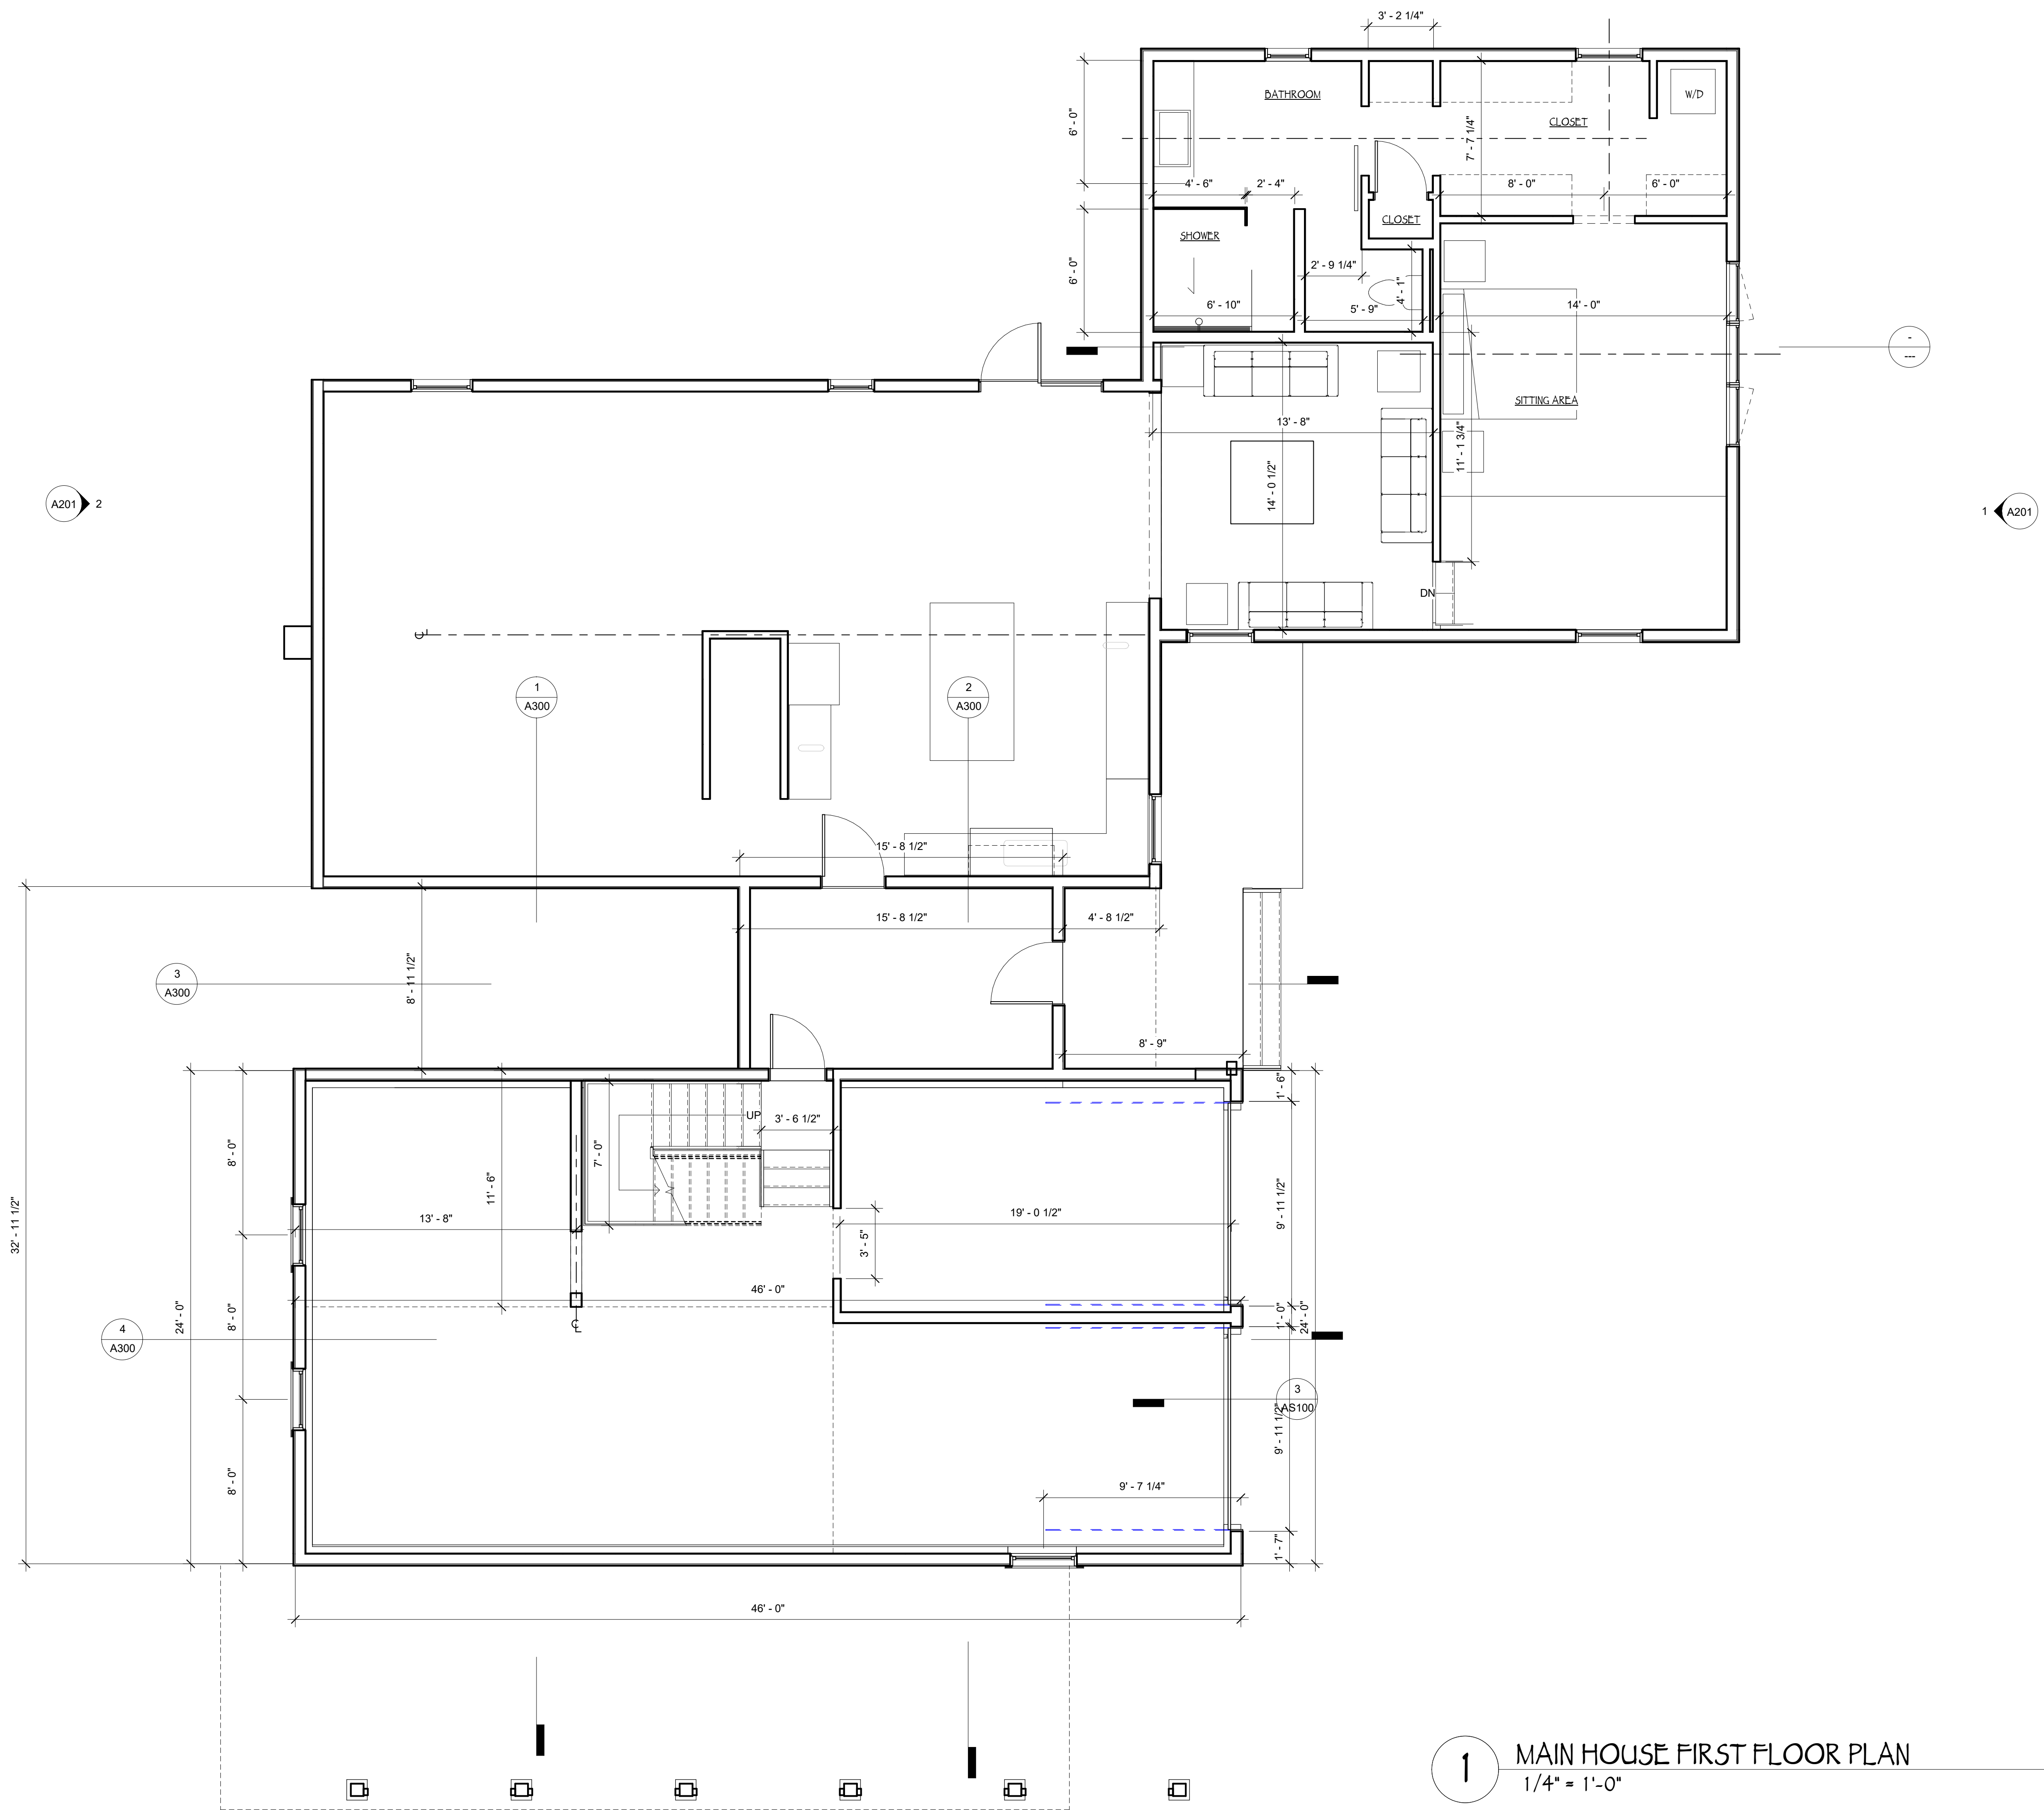 3' - 2 1/4"
BATHROOM
W/D
CLOSET
6' - 0"
7' - 7 1/4"
4' - 6"
2' - 4"
8' - 0"
6' - 0"
CLOSET
SHOWER
6' - 0"
2' - 9 1/4"
4' - 1"
6' - 10"
5' - 9"
14' - 0"
-
---
SITTING AREA
13' - 8"
11' - 1 3/4"
14' - 0 1/2"
A201
2
1
A201
DN
CL
1
A300
2
A300
15' - 8 1/2"
15' - 8 1/2"
4' - 8 1/2"
8' - 11 1/2"
3
A300
8' - 9"
1' - 6"
UP
3' - 6 1/2"
7' - 0"
8' - 0"
11' - 6"
9' - 11 1/2"
32' - 11 1/2"
13' - 8"
19' - 0 1/2"
3' - 5"
46' - 0"
24' - 0"
8' - 0"
CL
1' - 0"
24' - 0"
4
A300
3
AS100
9' - 11 1/2"
8' - 0"
9' - 7 1/4"
1' - 7"
46' - 0"
1
MAIN HOUSE FIRST FLOOR PLAN
1/4" = 1'-0"